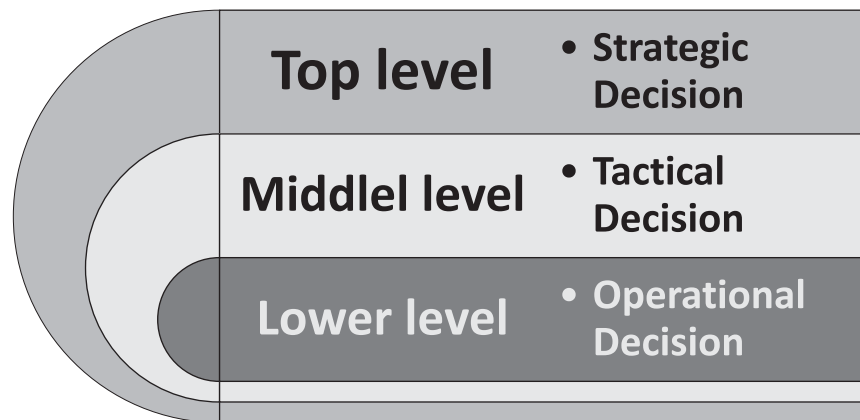 Top level
• Strategic
Decision
Middlel level
• Tactical
Decision
Lower level
• Operational
Decision